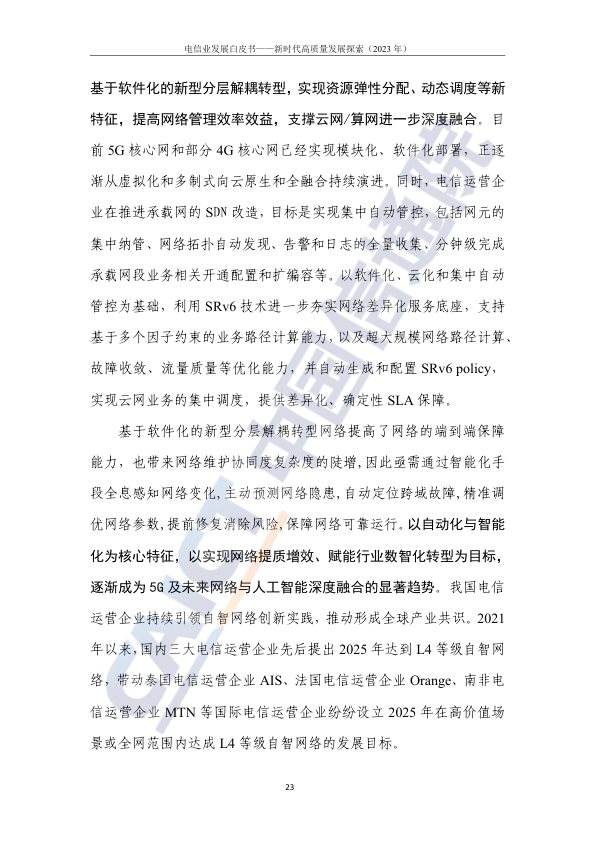 电信业发展白皮书——新时代高质量发展探索（2023 年）
基于软件化的新型分层解耦转型，实现资源弹性分配、动态调度等新
特征，提高网络管理效率效益，支撑云网/算网进一步深度融合。目
前 5G 核心网和部分 4G 核心网已经实现模块化、软件化部署，正逐
渐从虚拟化和多制式向云原生和全融合持续演进。同时，电信运营企
业在推进承载网的 SDN 改造，目标是实现集中自动管控，包括网元的
集中纳管、网络拓扑自动发现、告警和日志的全量收集、分钟级完成
承载网段业务相关开通配置和扩缩容等。以软件化、云化和集中自动
管控为基础，利用 SRv6 技术进一步夯实网络差异化服务底座，支持
基于多个因子约束的业务路径计算能力，以及超大规模网络路径计算、
故障收敛、流量质量等优化能力，并自动生成和配置 SRv6 policy，
实现云网业务的集中调度，提供差异化、确定性 SLA 保障。
基于软件化的新型分层解耦转型网络提高了网络的端到端保障
能力，也带来网络维护协同度复杂度的陡增，因此亟需通过智能化手
段全息感知网络变化，主动预测网络隐患，自动定位跨域故障，精准调
优网络参数，提前修复消除风险，保障网络可靠运行。以自动化与智能
化为核心特征，以实现网络提质增效、赋能行业数智化转型为目标，
逐渐成为 5G 及未来网络与人工智能深度融合的显著趋势。我国电信
运营企业持续引领自智网络创新实践，推动形成全球产业共识。2021
年以来，国内三大电信运营企业先后提出 2025 年达到 L4 等级自智网
络，带动泰国电信运营企业 AIS、法国电信运营企业 Orange、南非电
信运营企业 MTN 等国际电信运营企业纷纷设立 2025 年在高价值场
景或全网范围内达成 L4 等级自智网络的发展目标。
23
CAICT 中国信通院